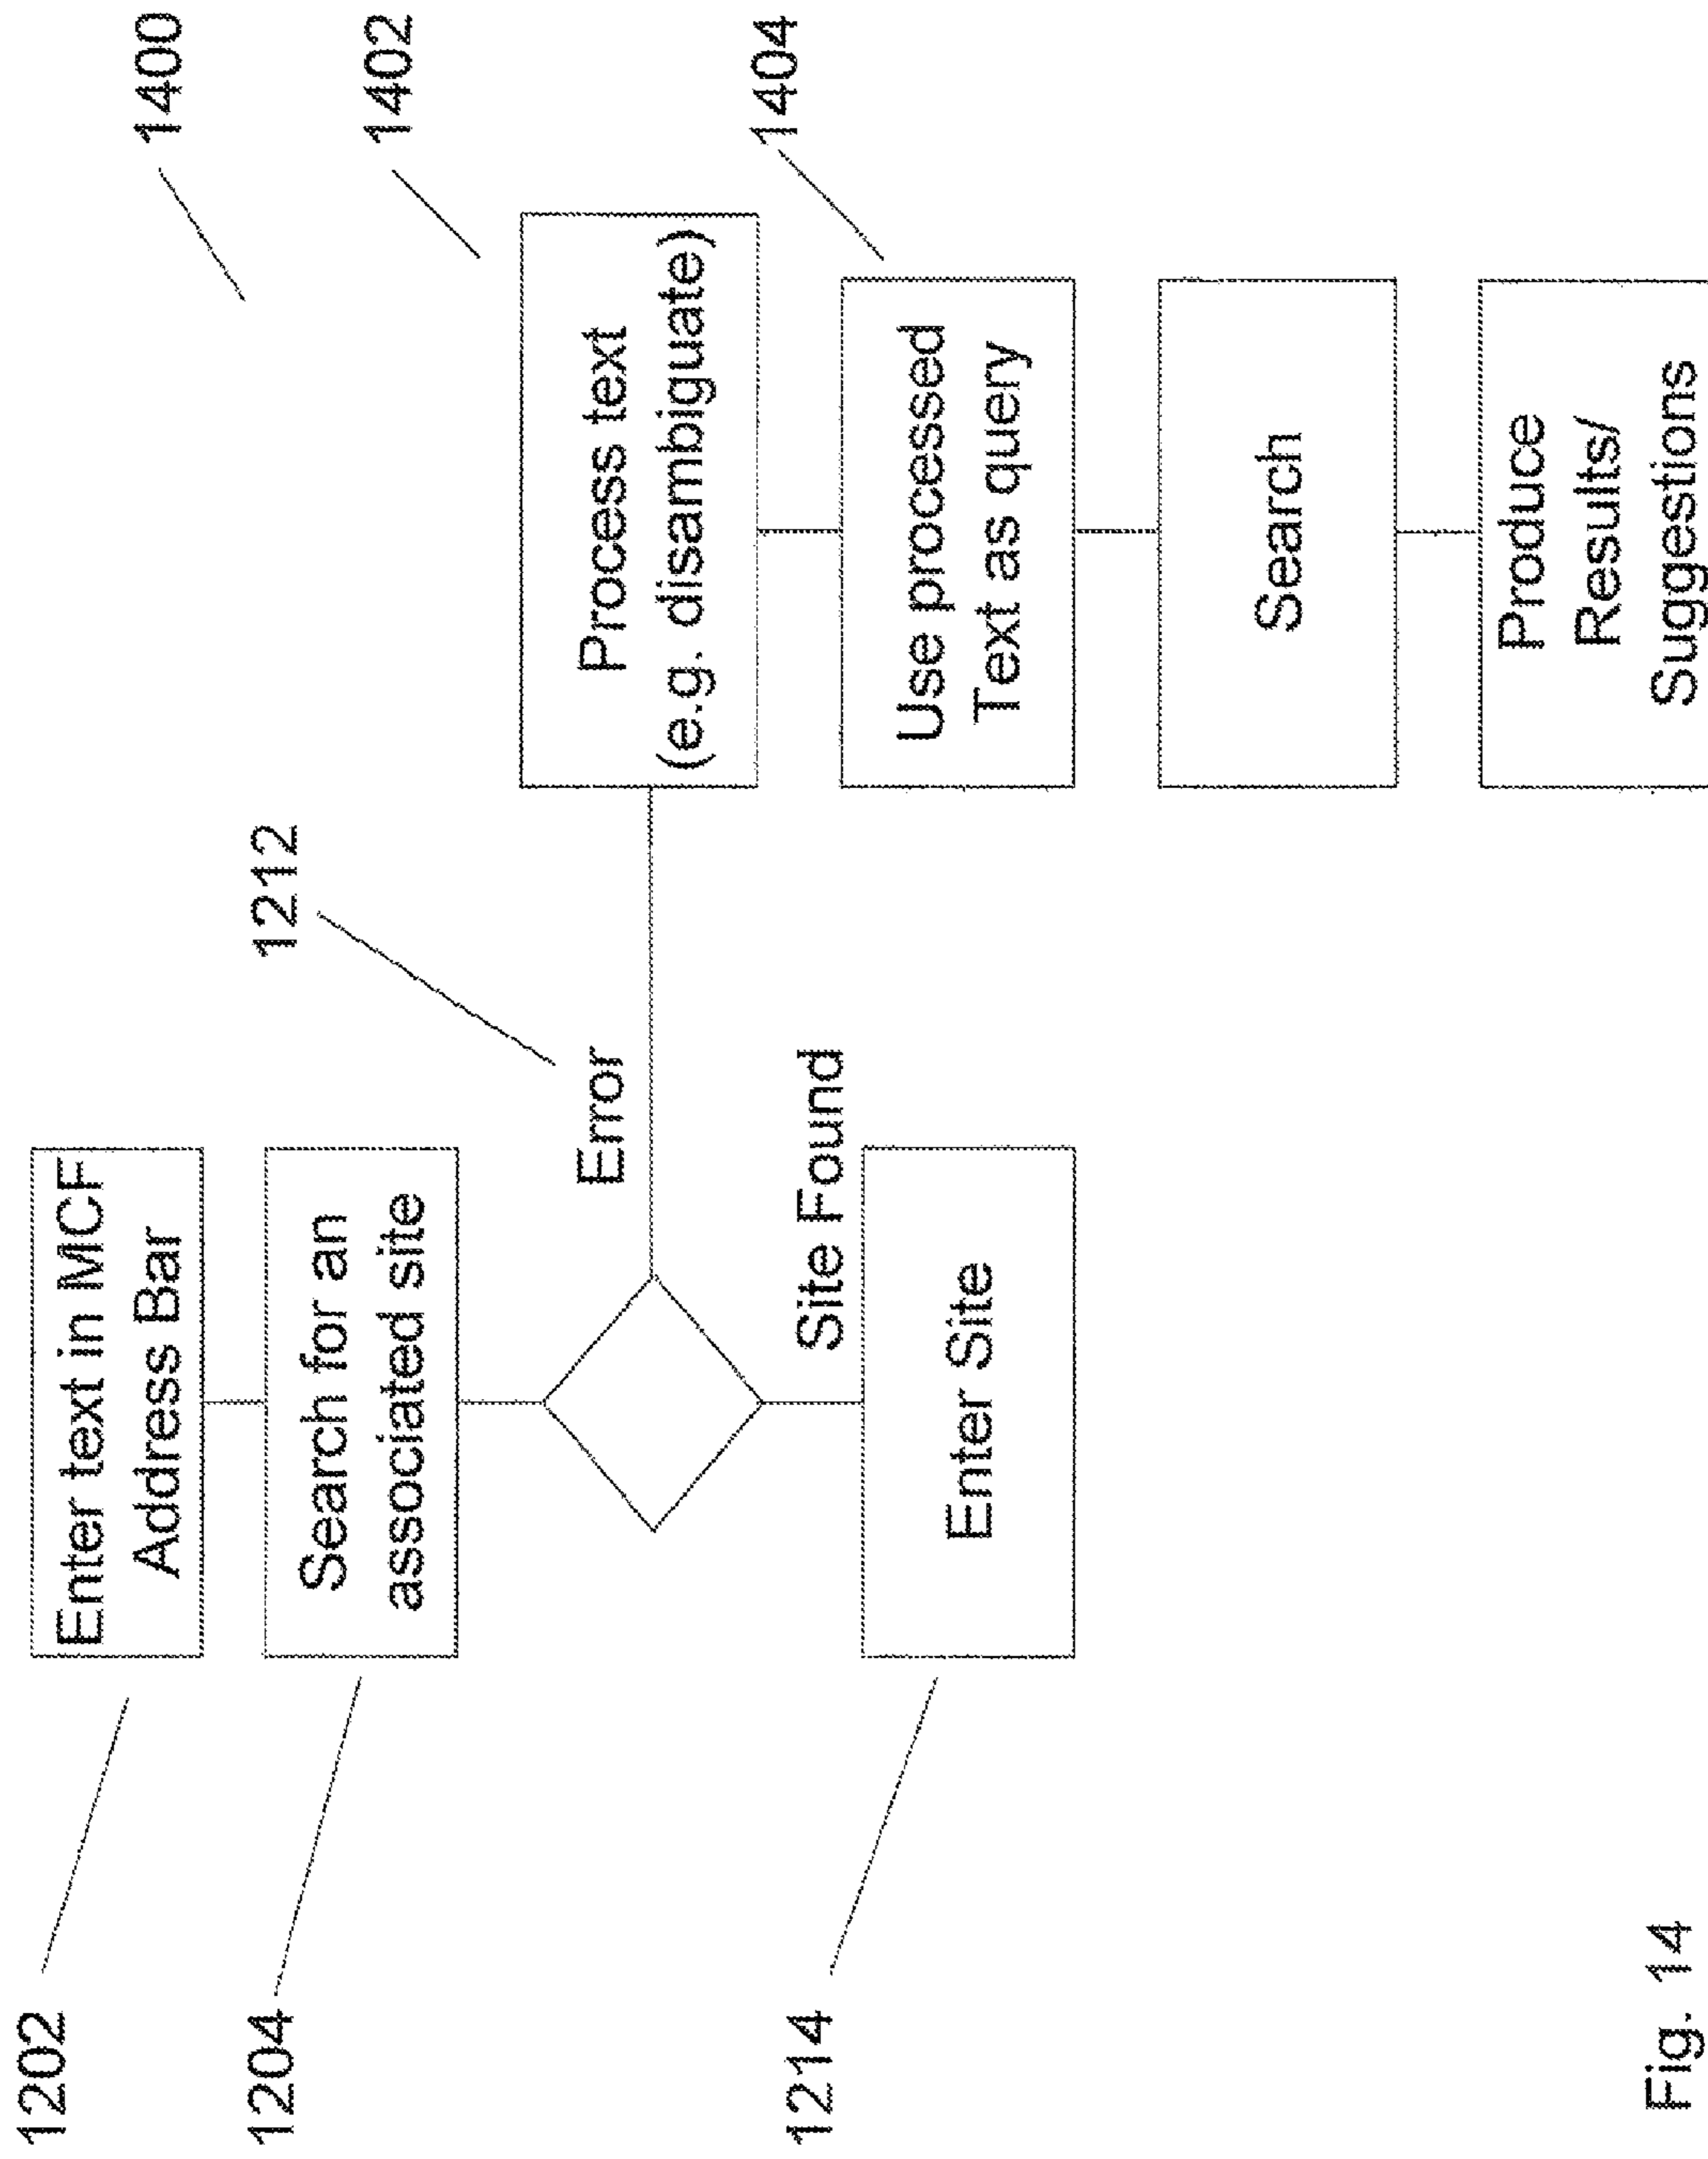 1202
Enter text in MCF
Address Bar
1400
1204
Search for an
associated site
1212
1402
Error
Process text
(e.g. disambiguate)
1214
Site Found
1404
Enter Site
Use processed
Text as query
Search
Produce
Results/
Suggestions
Fig. 14